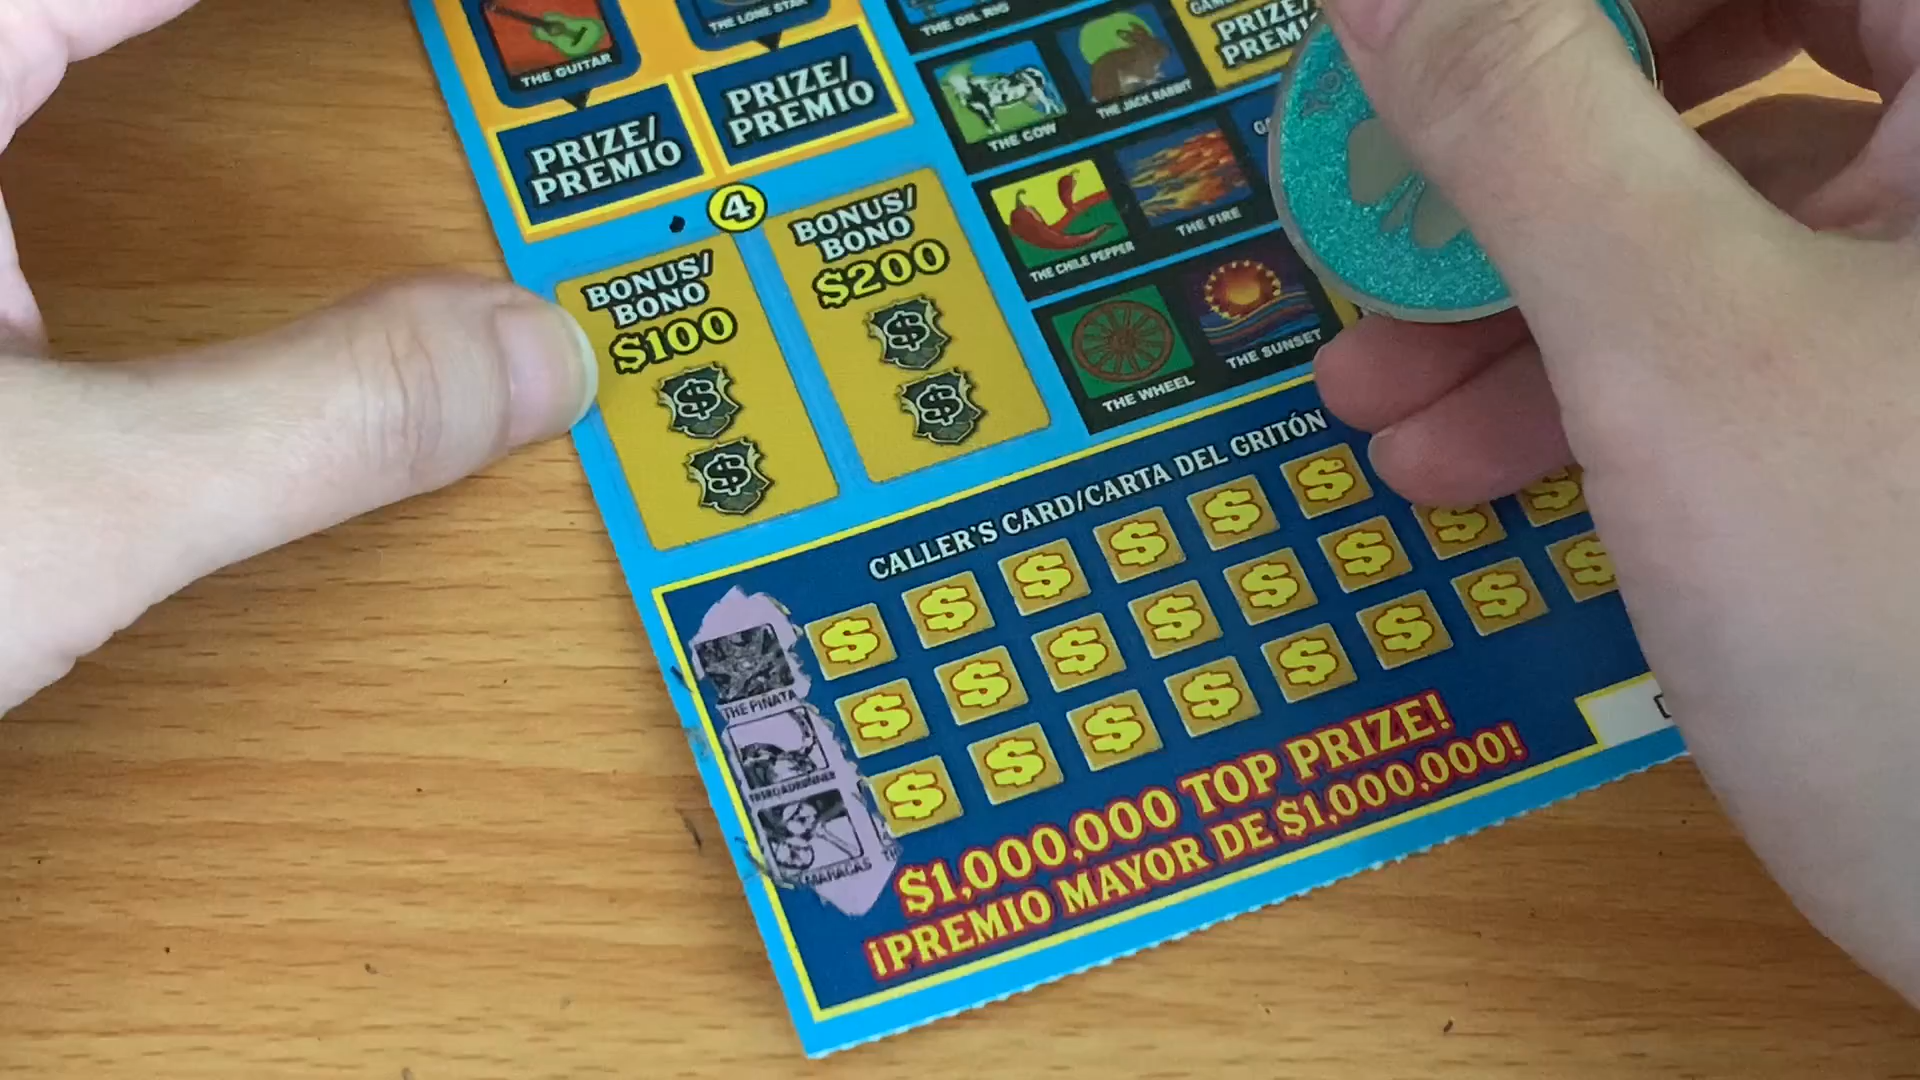 THE GUITAR
THE LONE STAR
PRIZE/
PREMIO
PRIZE/
PREMIO
4
BONUS/
BONO
$100
BONUS/
BONO
$200
THE OIL RIG
THE COW
THE JACK RABBIT
PRIZE/
THE CHILE PEPPER
THE FIRE
THE WHEEL
THE SUNSET
CALLER'S CARD/CARTA DEL GRITÓN
THE PINATA
MARACAS
$1,000,000 TOP PRIZE!
¡PREMIO MAYOR DE $1,000,000!